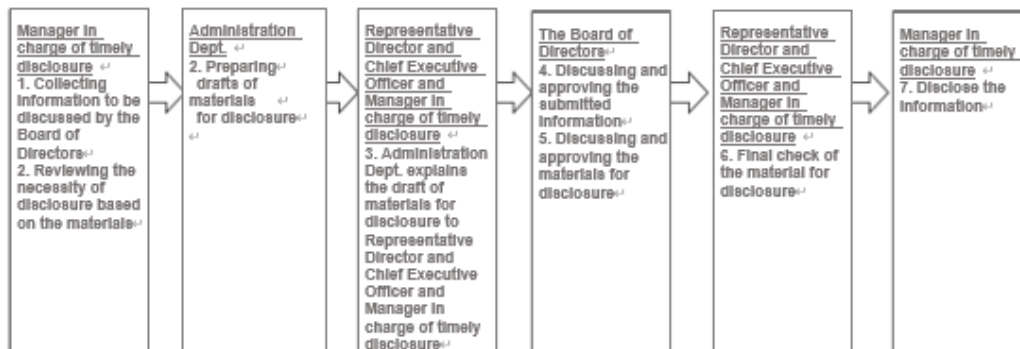 Manager in
charge of timely
disclosure ↵
1. Collecting
information to be
discussed by the
Board of
Directors↵
2. Reviewing the
necessity of
disclosure based
on the materials↵
Administration
Dept. ↵
2. Preparing↵
drafts of
materials ↵
for disclosure↵
↵
Representative
Director and
Chief Executive
Officer and
Manager in
charge of timely
disclosure ↵
3. Administration
Dept. explains
the draft of
materials for
disclosure to
Representative
Director and
Chief Executive
Officer and
Manager in
charge of timely
disclosure↵
The Board of
Directors↵
4. Discussing and
approving the
submitted
information↵
5. Discussing and
approving the
materials for
disclosure↵
Representative
Director and
Chief Executive
Officer and
Manager in
charge of timely
disclosure ↵
6. Final check of
the material for
disclosure↵
Manager in
charge of timely
disclosure ↵
7. Disclose the
information↵